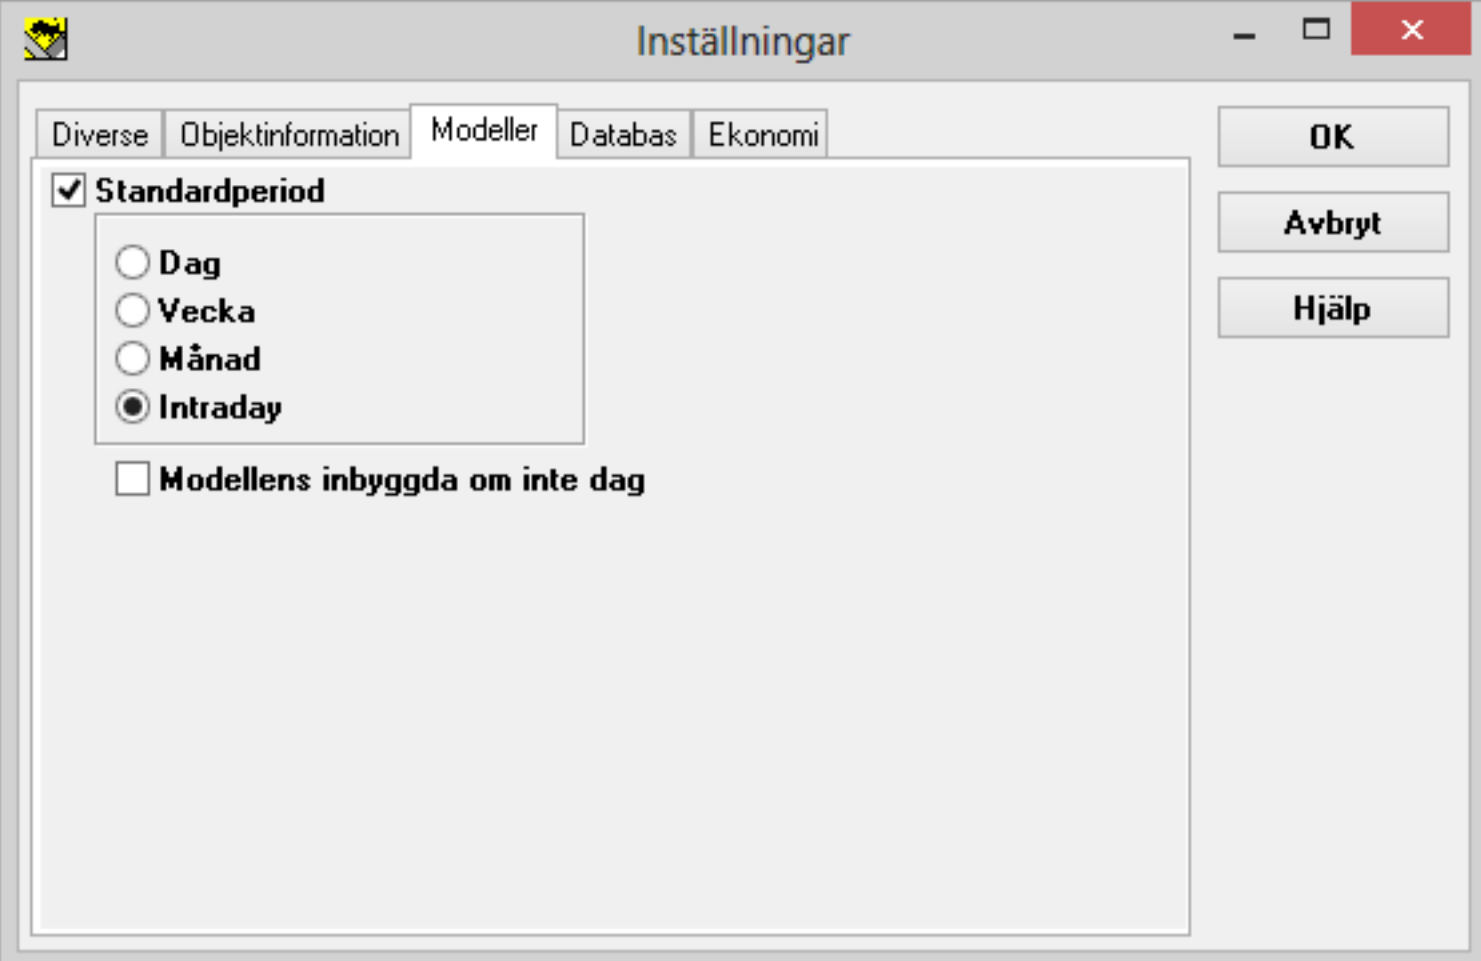 Inställningar
Diverse Objektinformation Modeller Databas Ekonomi
OK
Avbryt
Hjälp
Standardperiod
Dag
Vecka
Månad
Intraday
Modellens inbyggda om inte dag